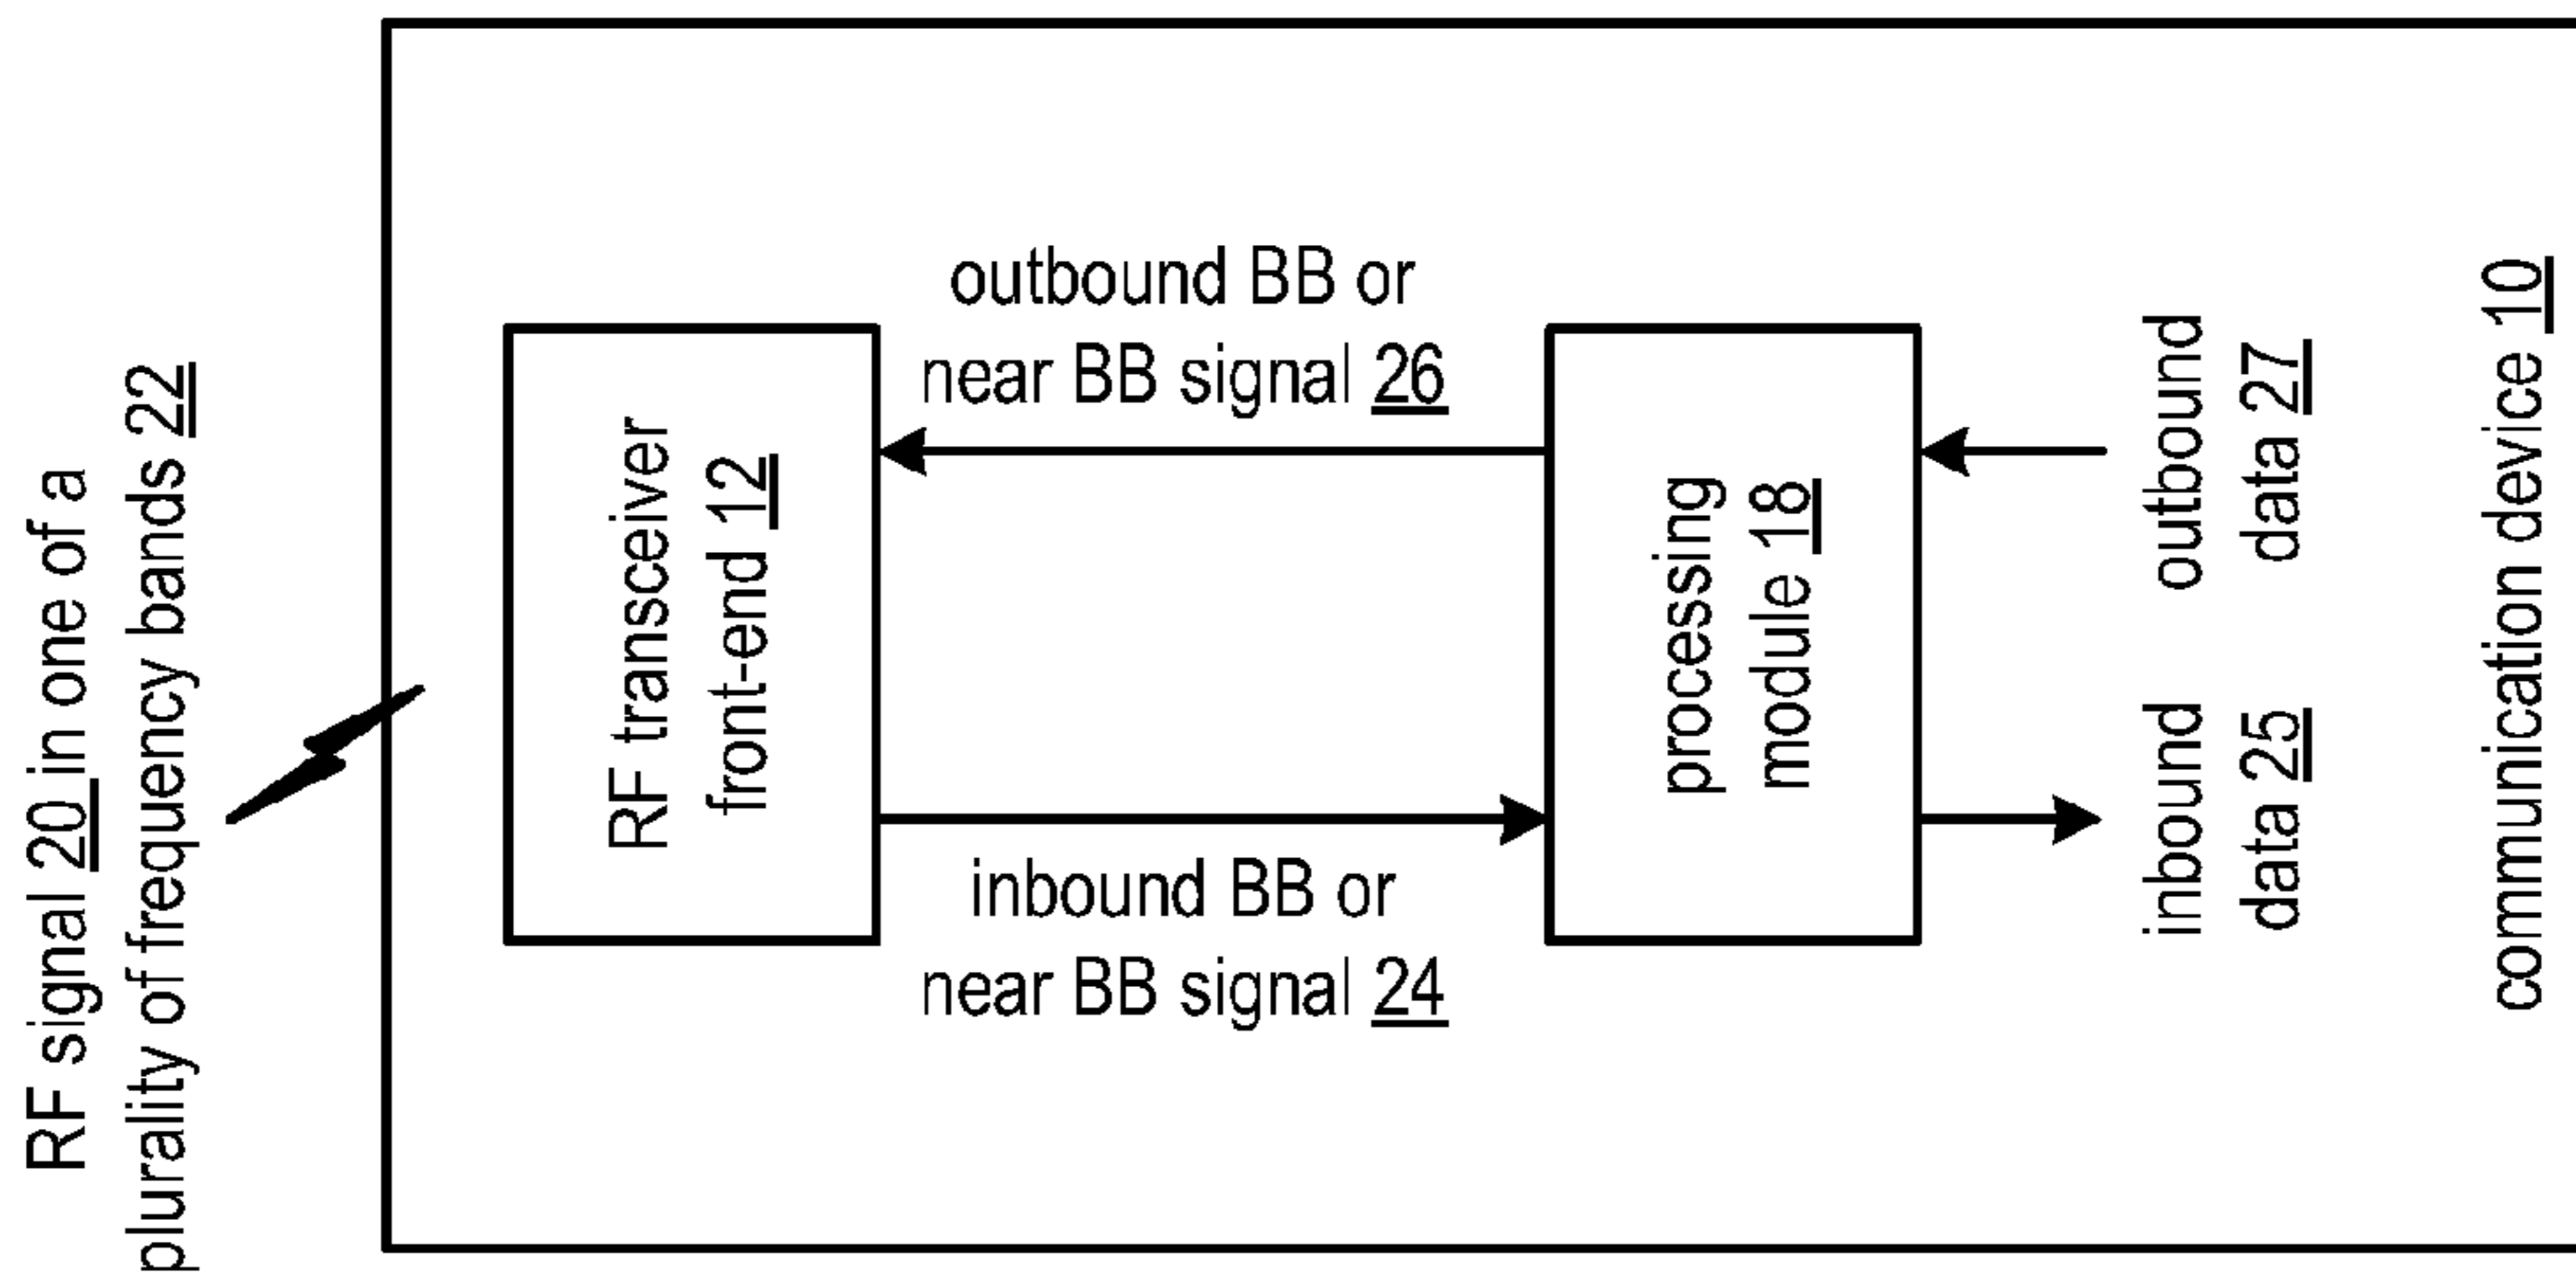 RF signal 20 in one of a
plurality of frequency bands 22
RF transceiver
front-end 12
outbound BB or
near BB signal 26
inbound BB or
near BB signal 24
processing
module 18
outbound
data 27
inbound
data 25
communication device 10